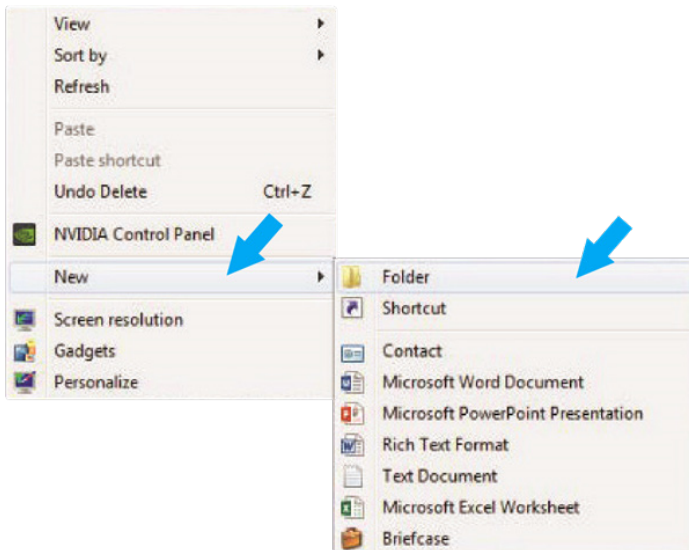 View
Sort by
Refresh
Paste
Paste shortcut
Undo Delete Ctrl+Z
NVIDIA Control Panel
New
Screen resolution
Gadgets
Personalize
Folder
Shortcut
Contact
Microsoft Word Document
Microsoft PowerPoint Presentation
Rich Text Format
Text Document
Microsoft Excel Worksheet
Briefcase